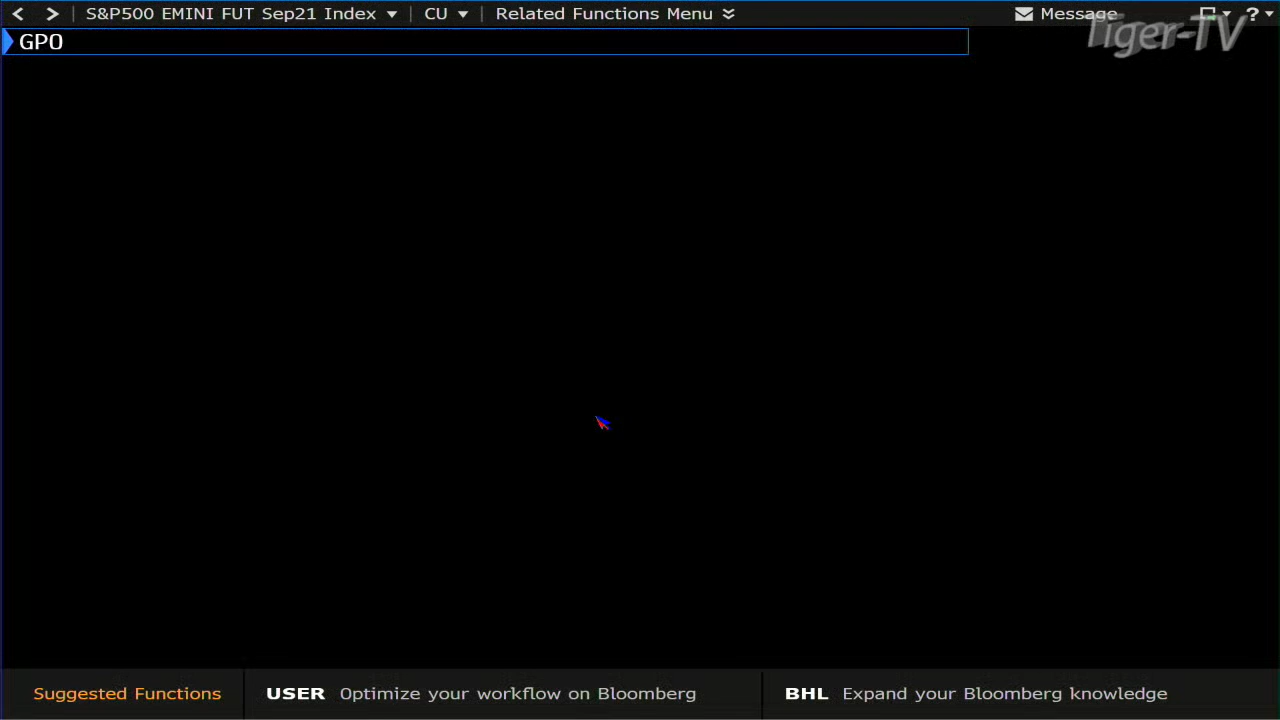 S&P500 EMINI FUT Sep21 Index CU Related Functions Menu Message ?
Tiger-TV
GPO
Suggested Functions USER Optimize your workflow on Bloomberg BHL Expand your Bloomberg knowledge